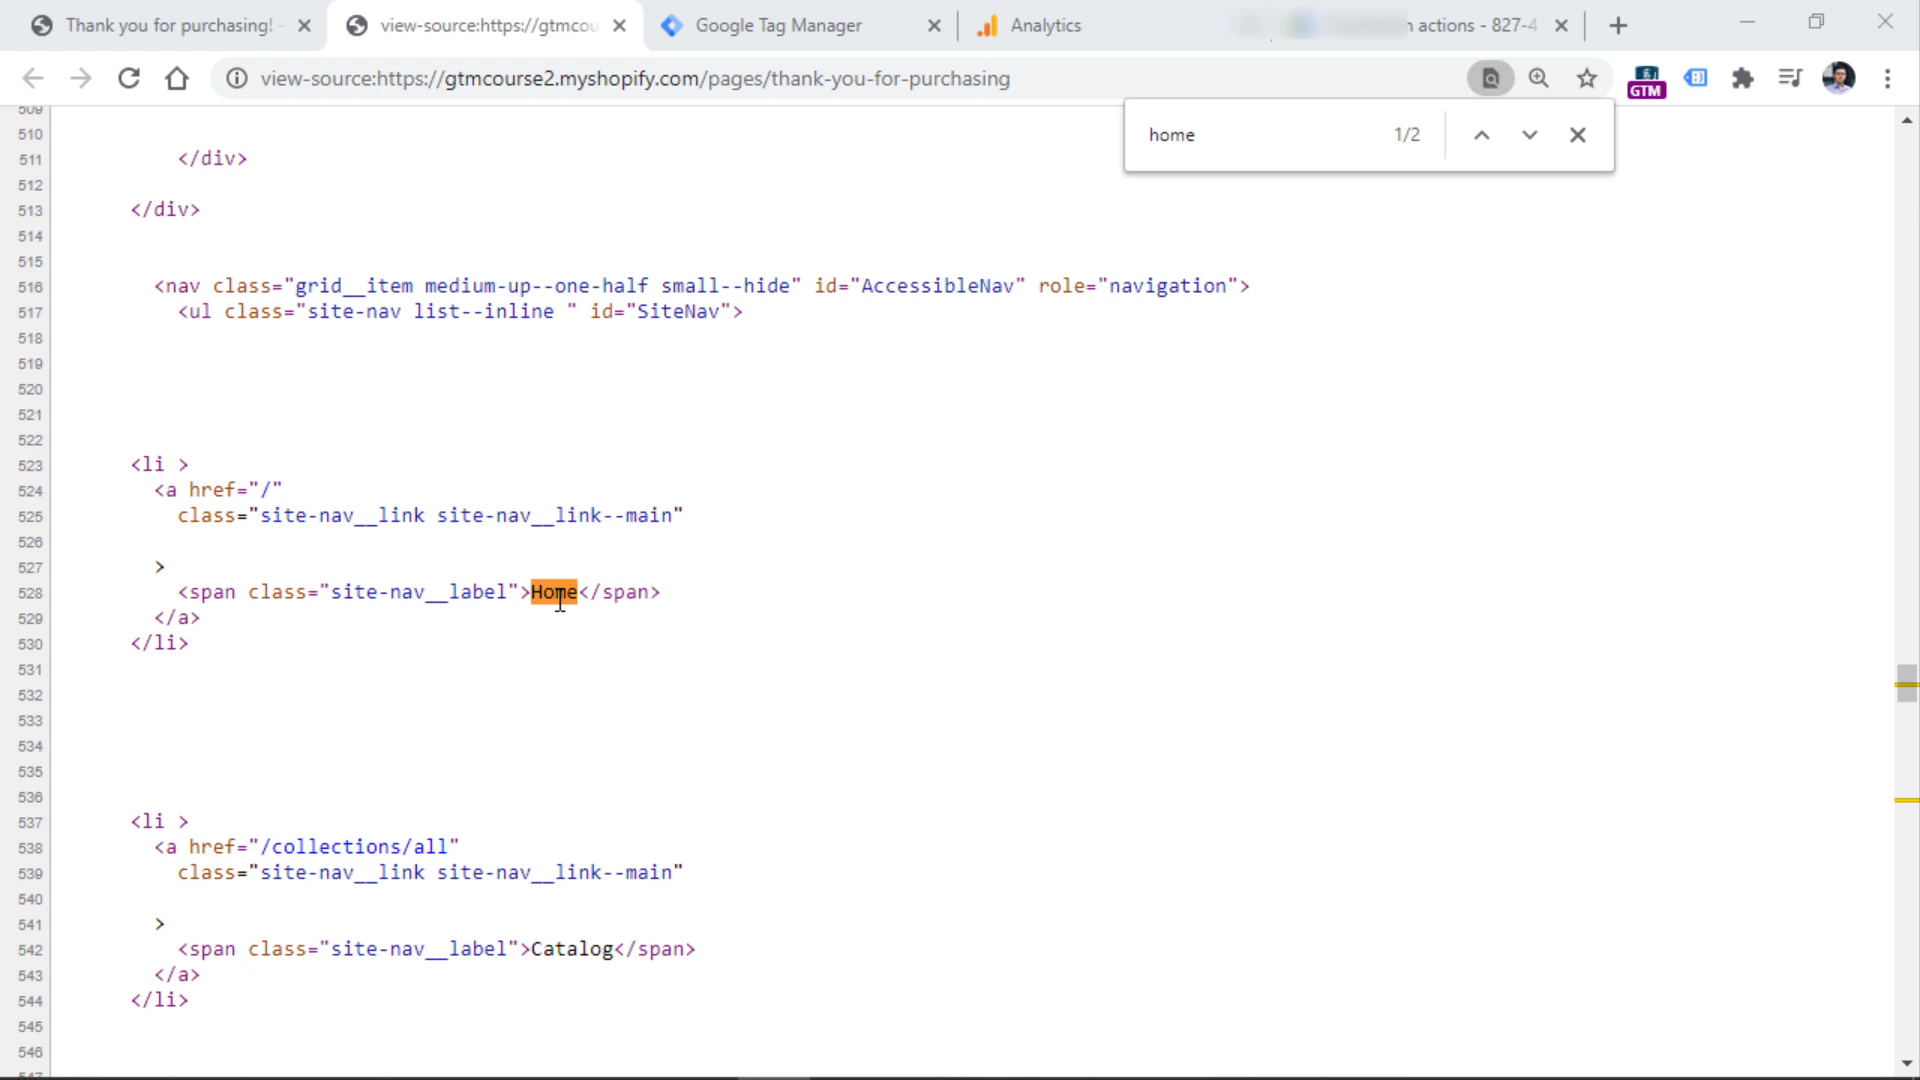 Thank you for purchasing! -
view-source:https://gtmcou
Google Tag Manager
Analytics
n actions - 827-4
view-source:https://gtmcourse2.myshopify.com/pages/thank-you-for-purchasing
GTM
home 1/2
509
510
511 </div>
512
513 </div>
514
515
516 <nav class="grid__item medium-up--one-half small--hide" id="AccessibleNav" role="navigation">
517 <ul class="site-nav list--inline " id="SiteNav">
518
519
520
521
522
523 <li >
524 <a href="/"
525 class="site-nav__link site-nav__link--main"
526
527 >
528 <span class="site-nav__label">Home</span>
529 </a>
530 </li>
531
532
533
534
535
536
537 <li >
538 <a href="/collections/all"
539 class="site-nav__link site-nav__link--main"
540
541 >
542 <span class="site-nav__label">Catalog</span>
543 </a>
544 </li>
545
546
547